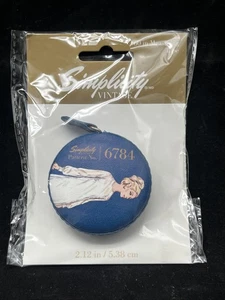 Simplicity
VINTAGE
Simplicity
Pattern No.
6784
2.12 in / 5.38 cm